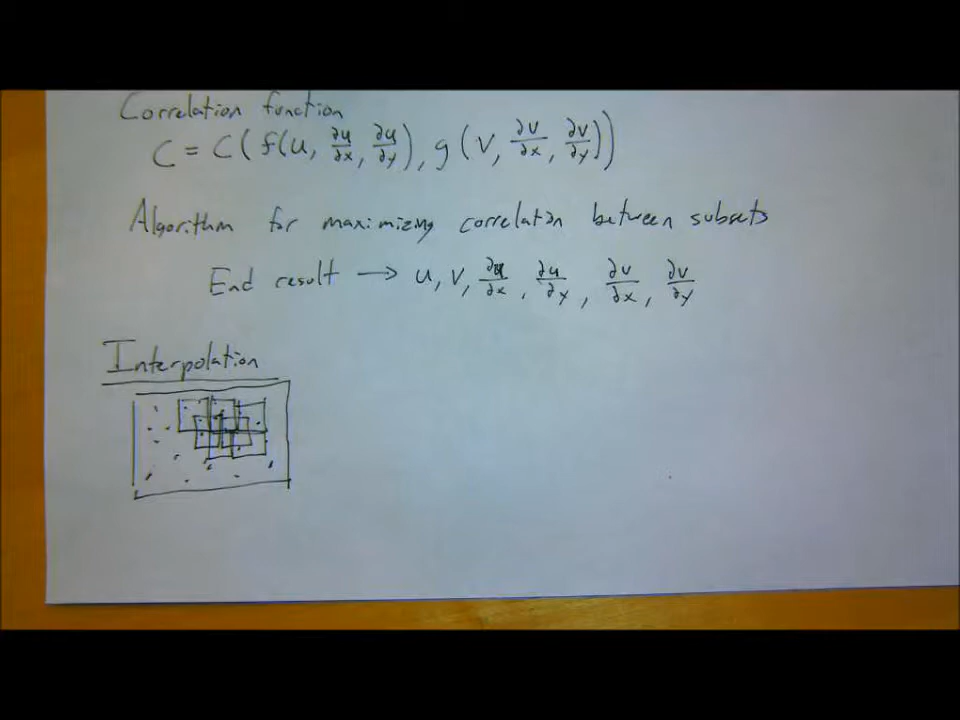 Correlation function
C = C(f(u, ∂u/∂x, ∂u/∂y), g(v, ∂v/∂x, ∂v/∂y))
Algorithm for maximizing correlation between subsets
End result → u, v, ∂u/∂x, ∂u/∂y, ∂v/∂x, ∂v/∂y
Interpolation